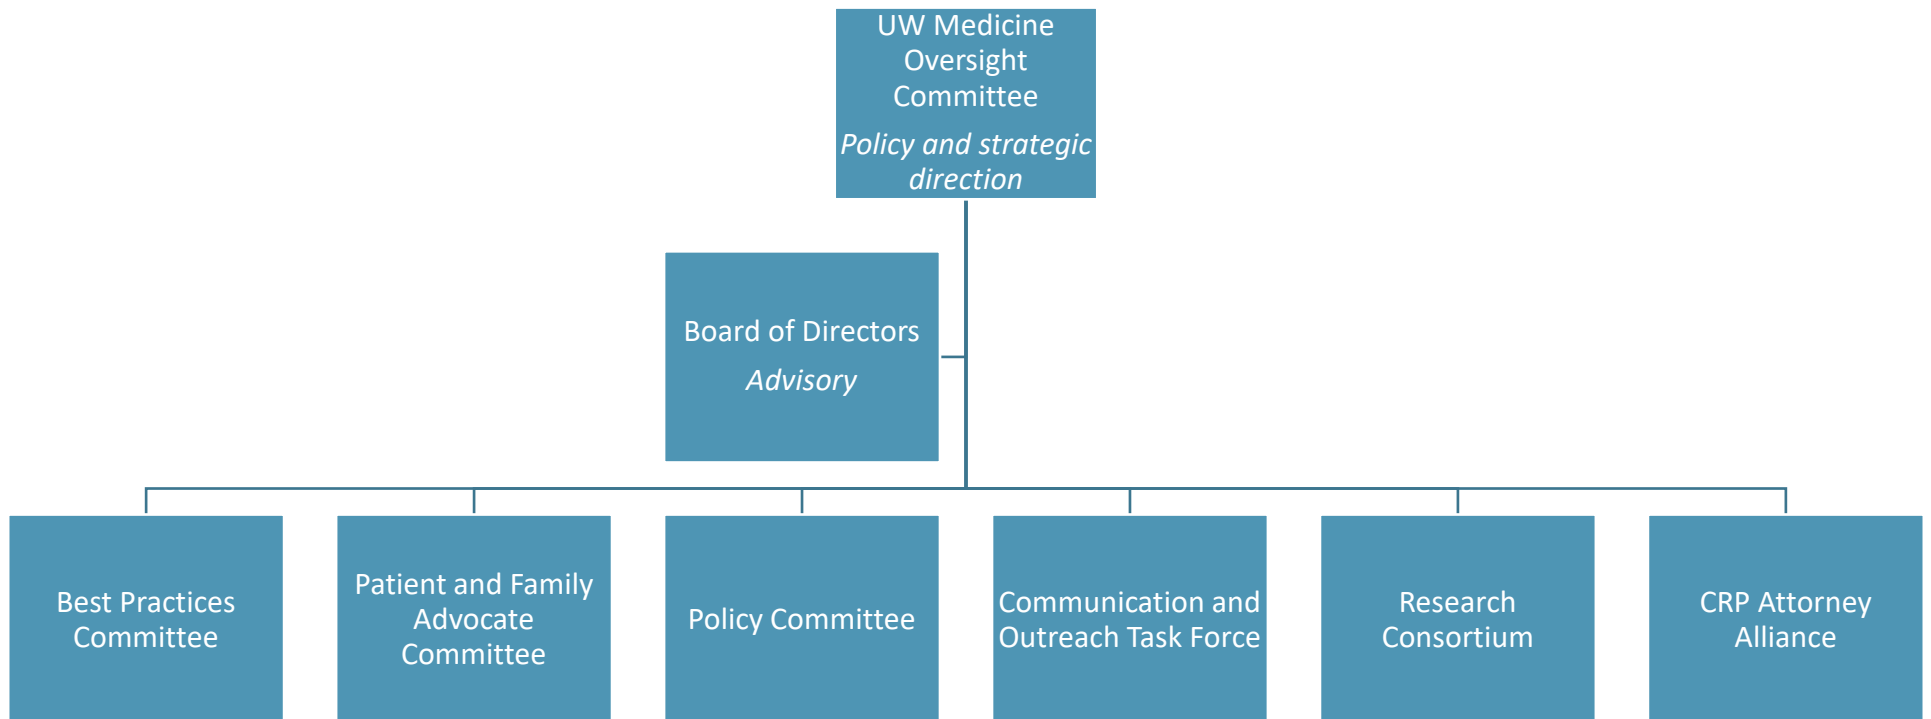 UW Medicine
Oversight
Committee
Policy and strategic
direction
Board of Directors
Advisory
Best Practices
Committee
Patient and Family
Advocate
Committee
Policy Committee
Communication and
Outreach Task Force
Research
Consortium
CRP Attorney
Alliance